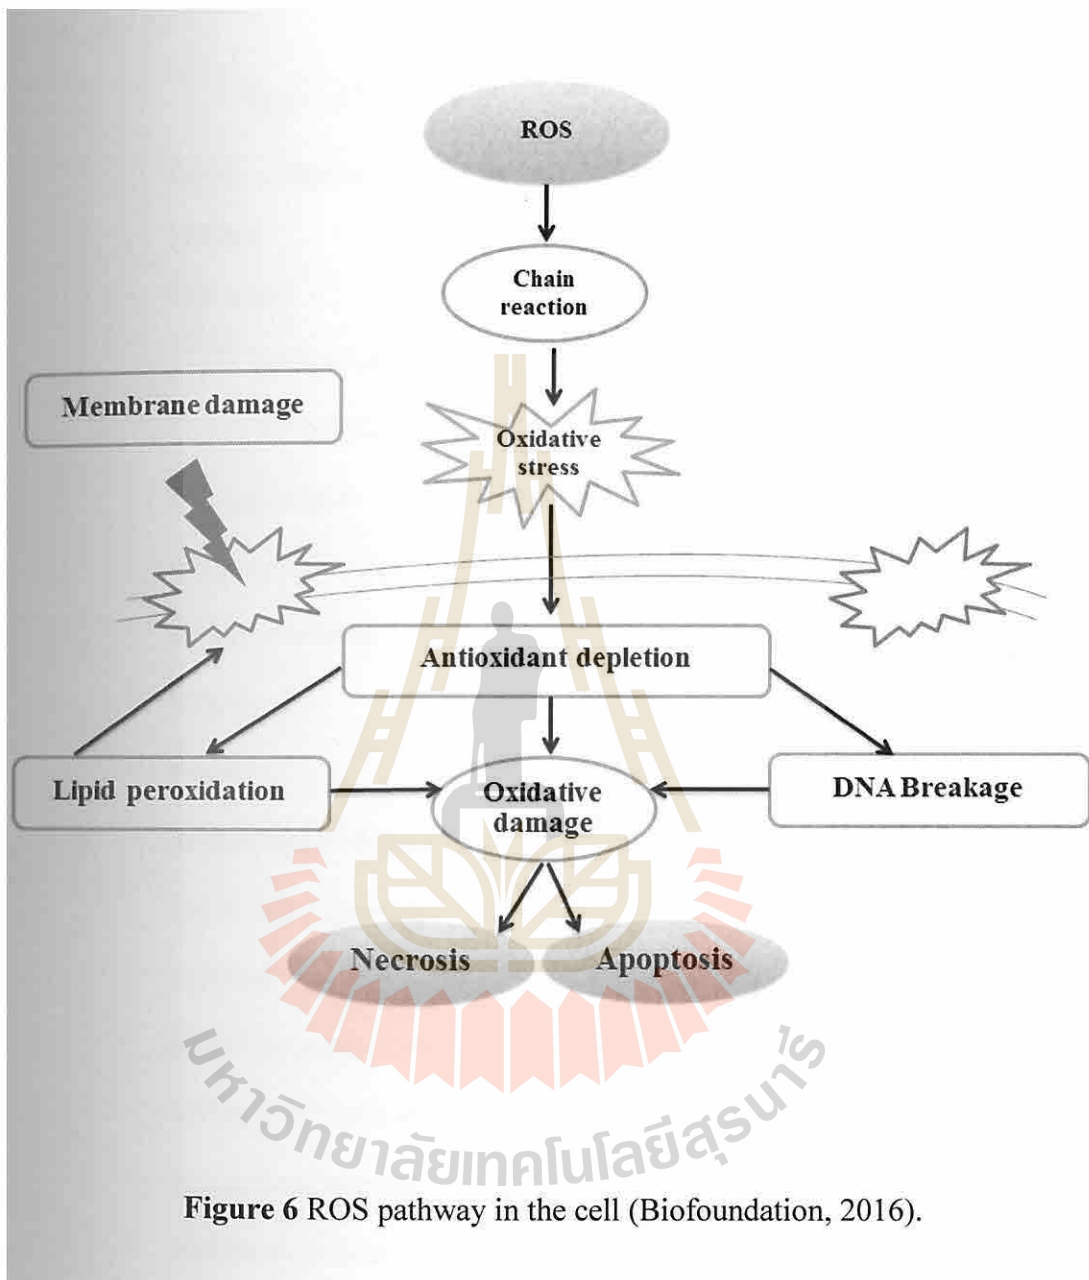 ROS
Chain
reaction
Membrane damage
Oxidative
stress
Antioxidant depletion
Lipid peroxidation
Oxidative
damage
DNA Breakage
Necrosis
Apoptosis
มหาวิทยาลัยเทคโนโลยีสุรนารี
Figure 6 ROS pathway in the cell (Biofoundation, 2016).